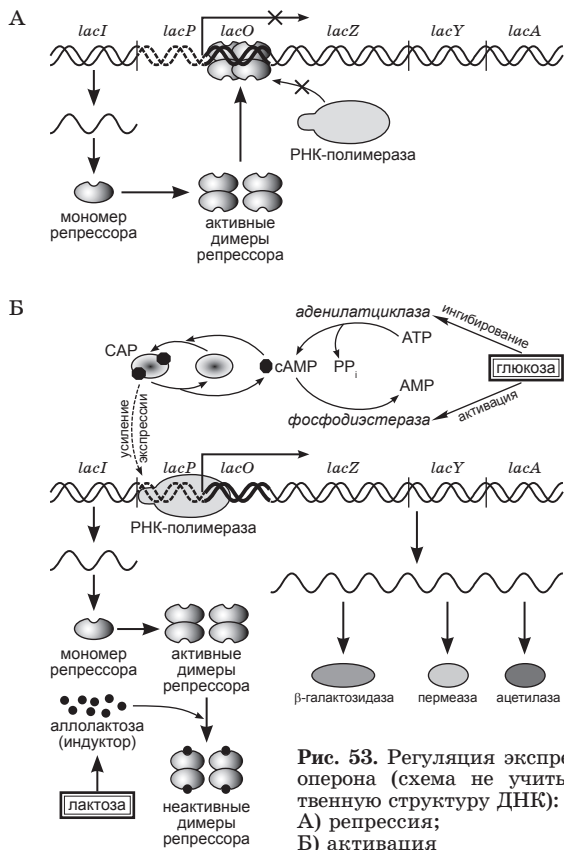 А
lacI lacP lacO lacZ lacY lacA
РНК-полимераза
мономер
репрессора
активные
димеры
репрессора
Б
аденилатциклаза
ингибирование
CAP
cAMP
PPi
ATP
AMP
глюкоза
фосфодиэстераза
активация
усиление
экспрессии
lacI lacP lacO lacZ lacY lacA
РНК-полимераза
мономер
репрессора
активные
димеры
репрессора
β-галактозидаза пермеаза ацетилаза
аллолактоза
(индуктор)
лактоза
неактивные
димеры
репрессора
Рис. 53. Регуляция экспре
оперона (схема не учиты
твенную структуру ДНК):
А) репрессия;
Б) активация